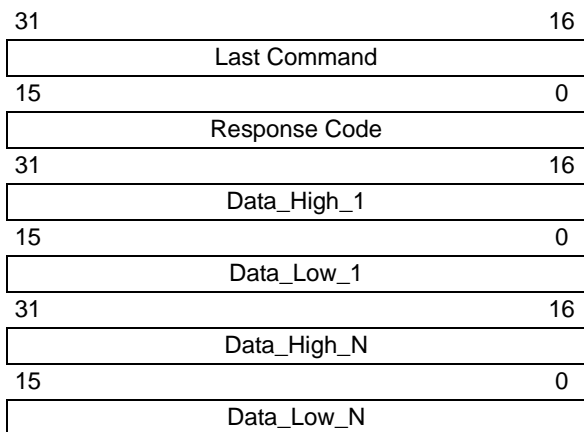 31 16
Last Command
15 0
Response Code
31 16
Data_High_1
15 0
Data_Low_1
31 16
Data_High_N
15 0
Data_Low_N